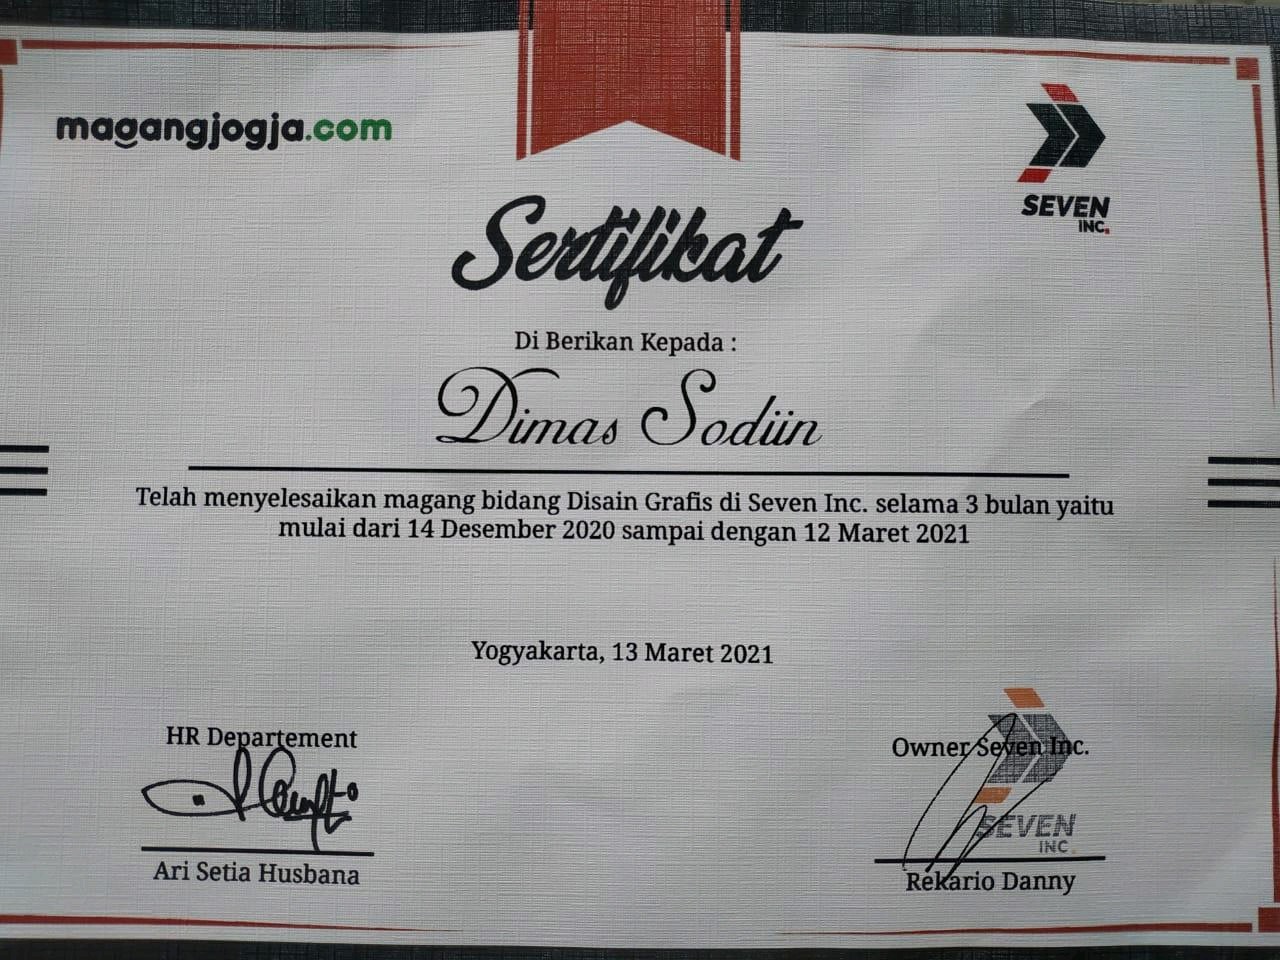 magangjogja.com
SEVEN
INC.
Sertifikat
Di Berikan Kepada :
Dimas Sodiin
Telah menyelesaikan magang bidang Disain Grafis di Seven Inc. selama 3 bulan yaitu
mulai dari 14 Desember 2020 sampai dengan 12 Maret 2021
Yogyakarta, 13 Maret 2021
HR Departement
Ari Setia Husbana
Owner Seven Inc.
SEVEN
INC.
Rekario Danny